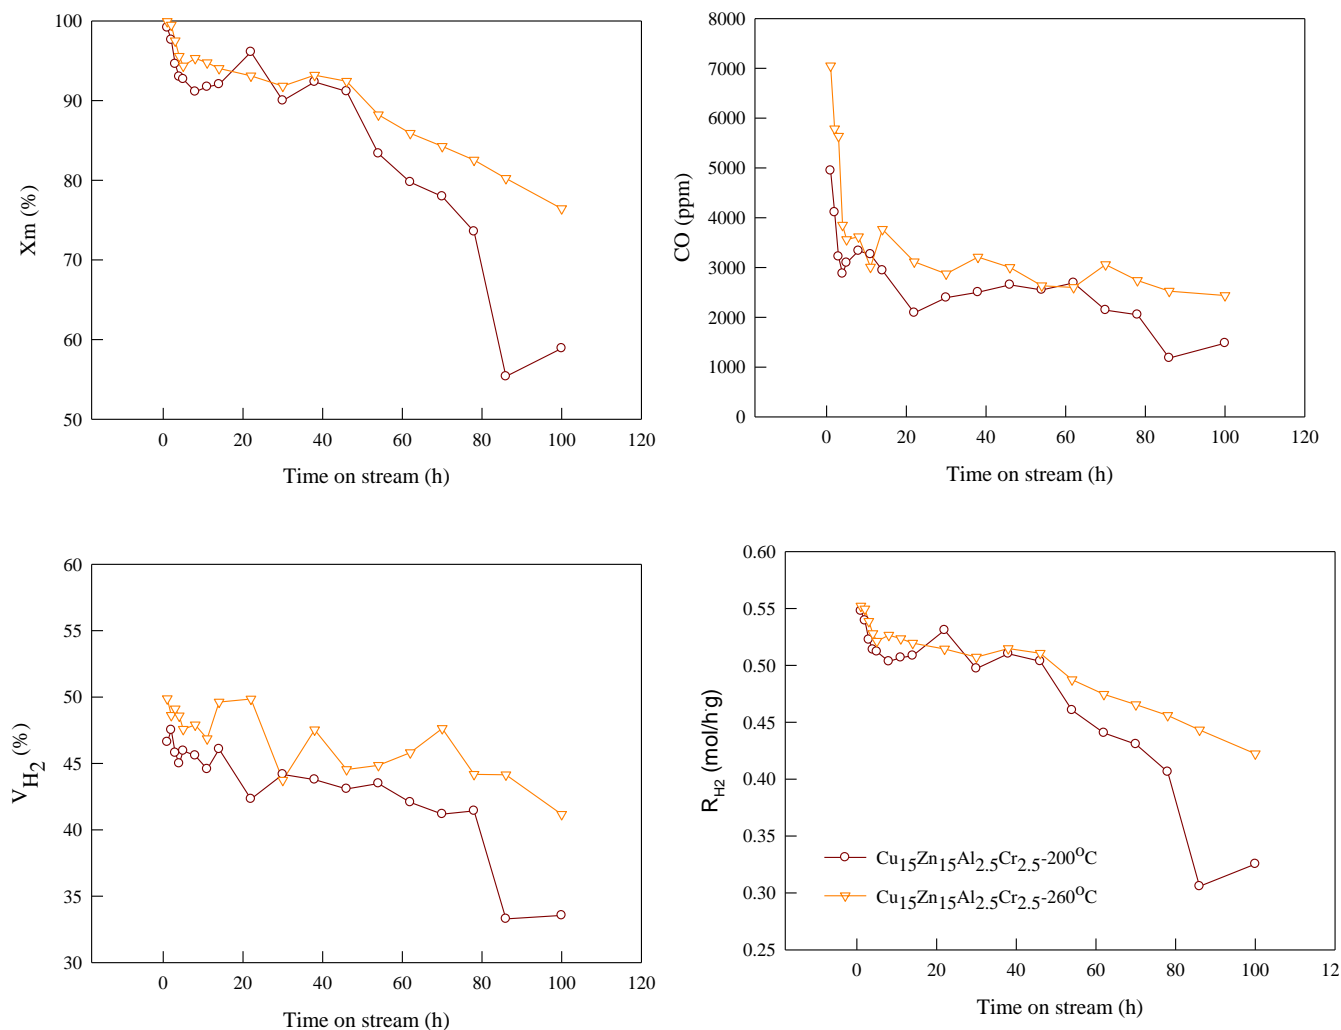 100
90
80
70
60
50
Xm (%)
0 20 40 60 80 100 120
Time on stream (h)
8000
7000
6000
5000
4000
3000
2000
1000
0
CO (ppm)
0 20 40 60 80 100 120
Time on stream (h)
60
55
50
45
40
35
30
VH2 (%)
0 20 40 60 80 100 120
Time on stream (h)
0.60
0.55
0.50
0.45
0.40
0.35
0.30
0.25
RH2 (mol/h·g)
Cu15Zn15Al2.5Cr2.5-200°C
Cu15Zn15Al2.5Cr2.5-260°C
0 20 40 60 80 100 12
Time on stream (h)